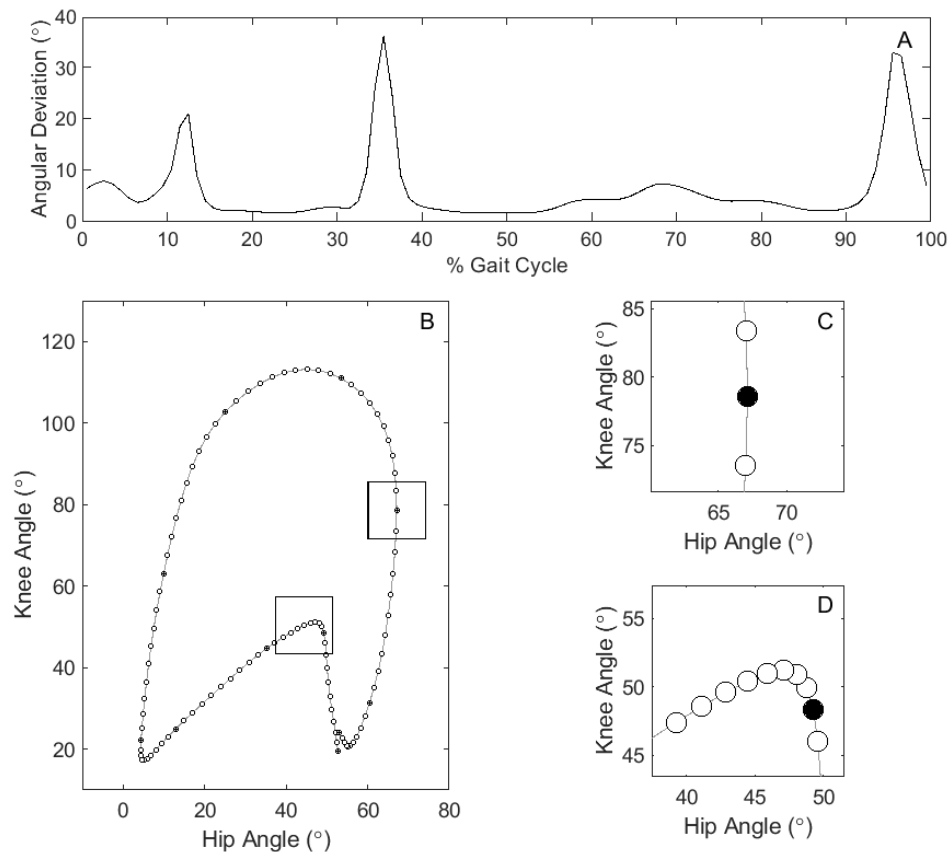 40
30
20
10
0
Angular Deviation (°)
A
0 10 20 30 40 50 60 70 80 90 100
% Gait Cycle
120
100
80
60
40
20
Knee Angle (°)
B
0 20 40 60 80
Hip Angle (°)
85
80
75
Knee Angle (°)
C
65 70
Hip Angle (°)
55
50
45
Knee Angle (°)
D
40 45 50
Hip Angle (°)